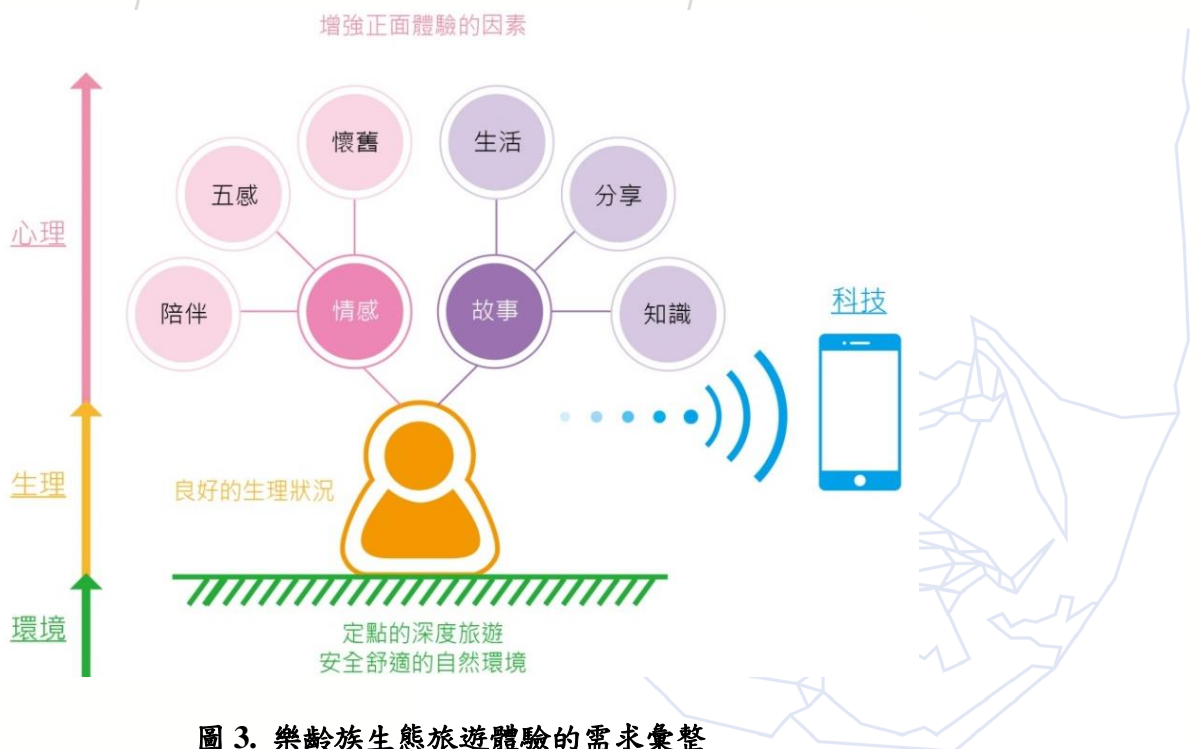 增強正面體驗的因素
懷舊
生活
五感
分享
心理
陪伴
情感
故事
知識
科技
生理
良好的生理狀況
環境
定點的深度旅遊
安全舒適的自然環境
圖 3. 樂齡族生態旅遊體驗的需求彙整